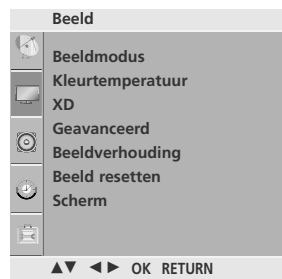 Beeld
Beeldmodus
Kleurtemperatuur
XD
Geavanceerd
Beeldverhouding
Beeld resetten
Scherm
▲▼ ◄► OK RETURN